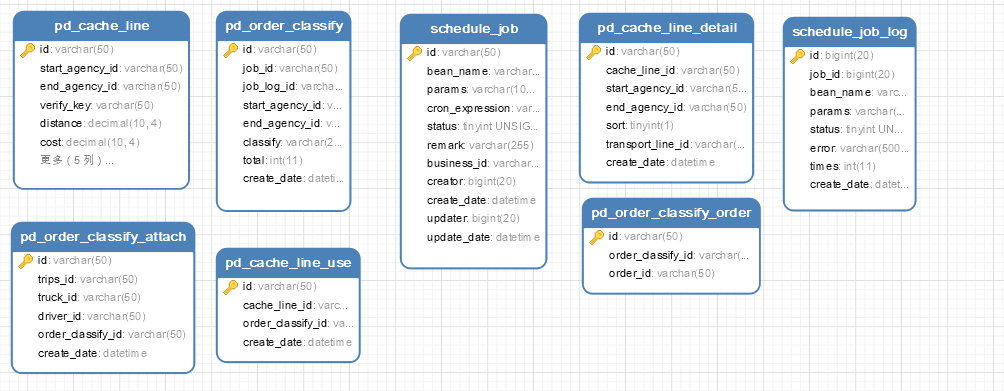 pd_cache_line
id: varchar(50)
start_agency_id: varchar(50)
end_agency_id: varchar(50)
verify_key: varchar(50)
distance: decimal(10, 4)
cost: decimal(10, 4)
更多 ( 5 列 ) ...
pd_order_classify
id: varchar(50)
job_id: varchar(50)
job_log_id: varcha...
start_agency_id: v...
end_agency_id: v...
classify: varchar(2...
total: int(11)
create_date: dateti...
schedule_job
id: varchar(50)
bean_name: varchar...
params: varchar(10...
cron_expression: var...
status: tinyint UNSIG...
remark: varchar(255)
business_id: varchar...
creator: bigint(20)
create_date: datetime
updater: bigint(20)
update_date: datetime
pd_cache_line_detail
id: varchar(50)
cache_line_id: varchar(50)
start_agency_id: varchar(5...
end_agency_id: varchar(50)
sort: tinyint(1)
transport_line_id: varchar(...
create_date: datetime
schedule_job_log
id: bigint(20)
job_id: bigint(20)
bean_name: varc...
params: varchar(...
status: tinyint UN...
error: varchar(500...
times: int(11)
create_date: datet...
pd_order_classify_attach
id: varchar(50)
trips_id: varchar(50)
truck_id: varchar(50)
driver_id: varchar(50)
order_classify_id: varchar(50)
create_date: datetime
pd_cache_line_use
id: varchar(50)
cache_line_id: varc...
order_classify_id: va...
create_date: datetime
pd_order_classify_order
id: varchar(50)
order_classify_id: varchar(...
order_id: varchar(50)